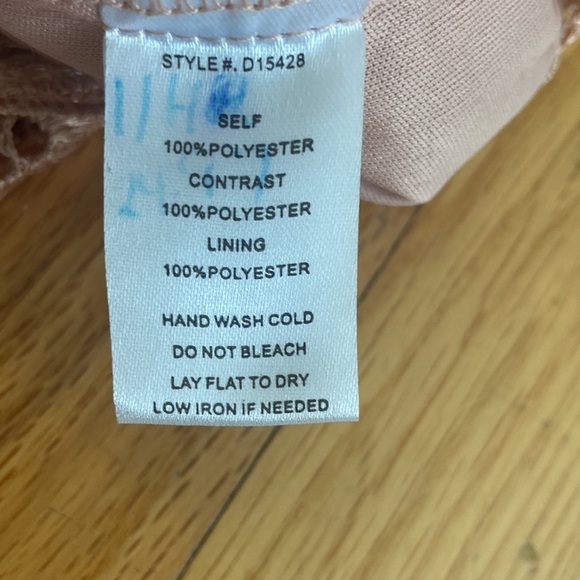 STYLE#. D15428
SELF
100%POLYESTER
CONTRAST
100%POLYESTER
LINING
100%POLYESTER
HAND WASH COLD
DO NOT BLEACH
LAY FLAT TO DRY
LOW IRON IF NEEDED